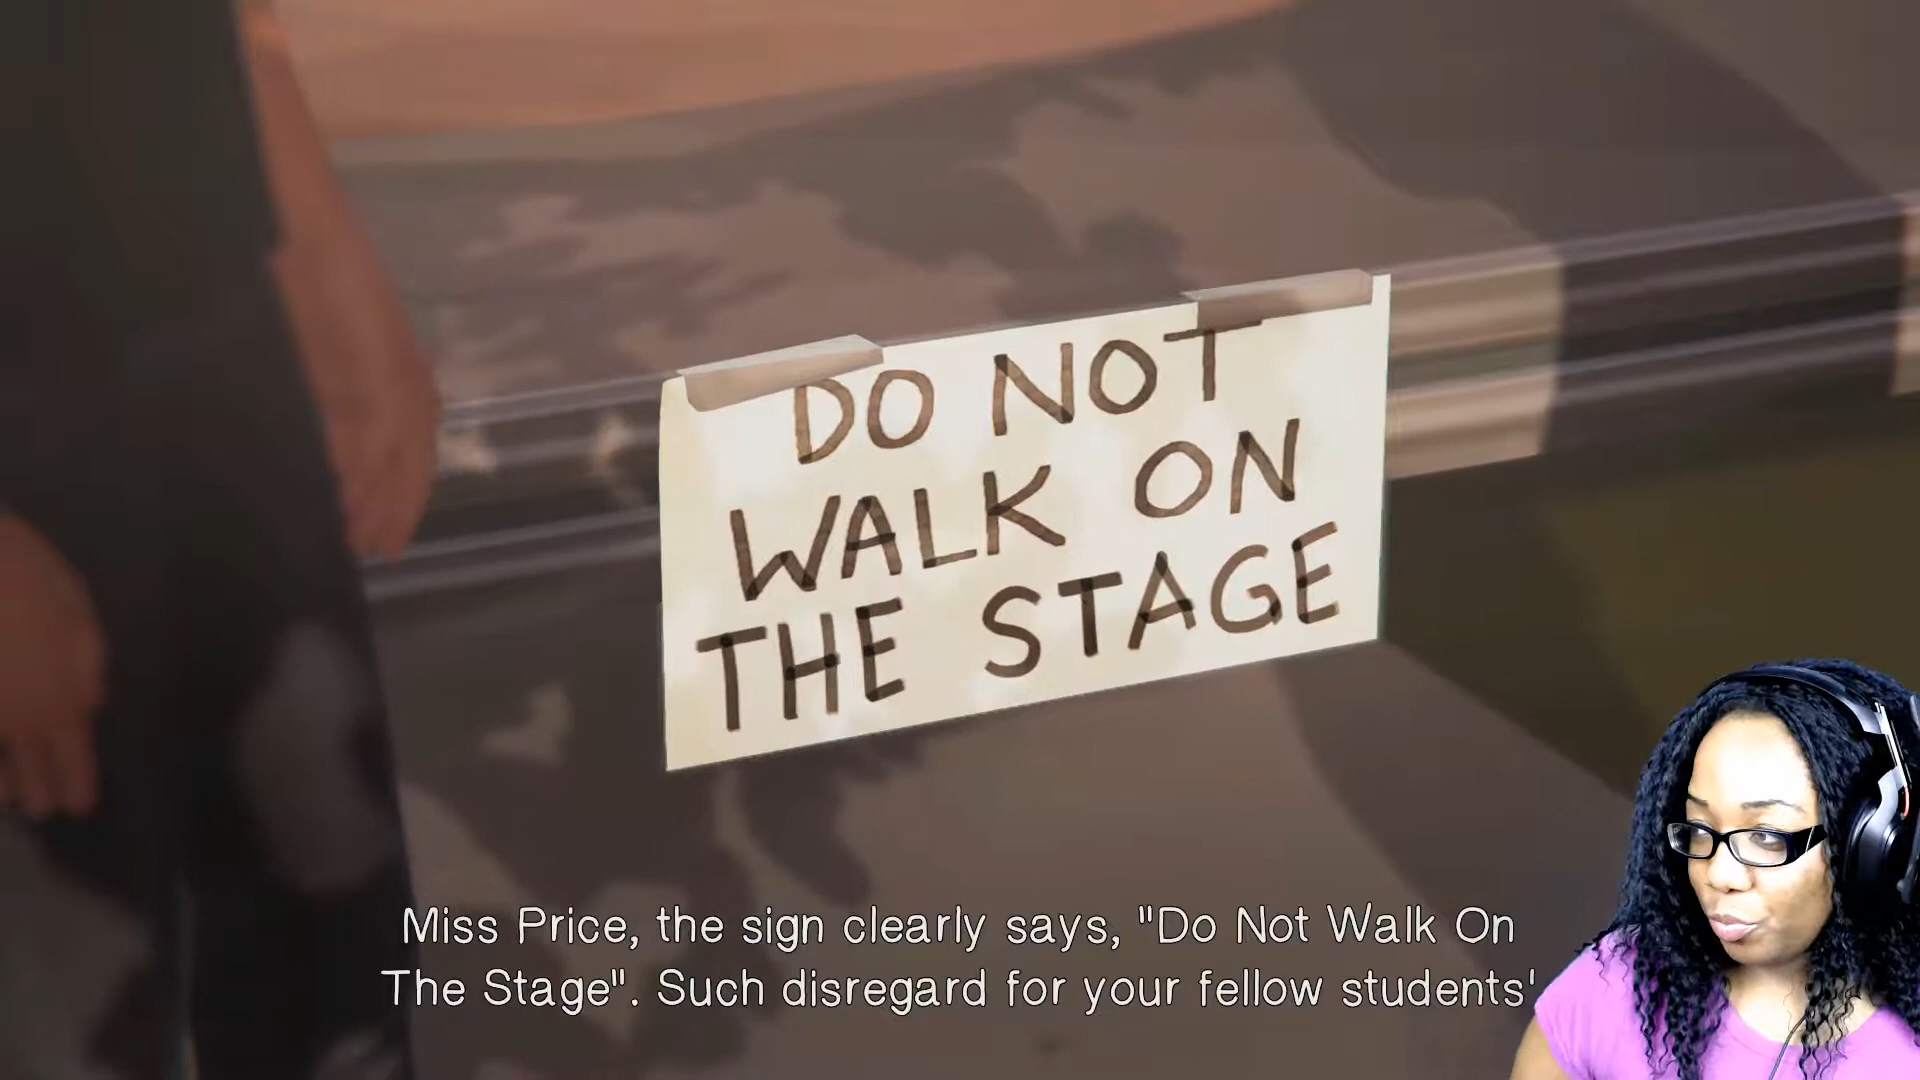 DO NOT
WALK ON
THE STAGE
Miss Price, the sign clearly says, "Do Not Walk On
The Stage". Such disregard for your fellow students'